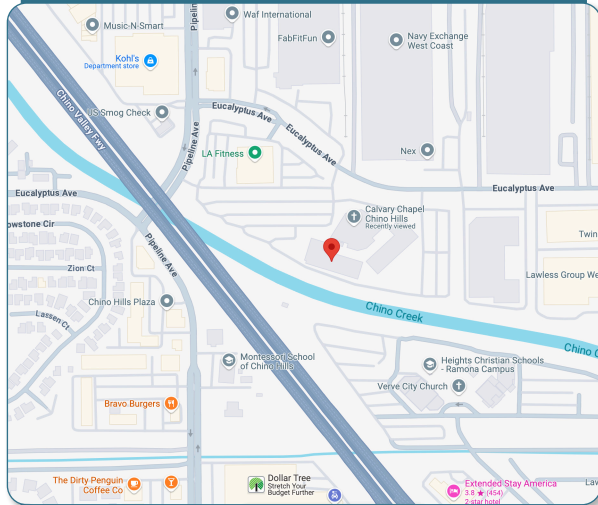 Music-N-Smart
Pipelin
Waf International
FabFitFun
Navy Exchange
West Coast
Kohl's
Department store
US Smog Check
Chino Valley Fwy
Eucalyptus Ave
Eucalyptus Ave
Pipeline Ave
LA Fitness
Nex
Eucalyptus Ave
Eucalyptus Ave
Calvary Chapel
Chino Hills
Recently viewed
owstone Cir
Pipeline Ave
Twin
Zion Ct
Lawless Group We
Chino Hills Plaza
Lassen Ct
Chino Creek
Chino C
Montessori School
of Chino Hills
Heights Christian Schools
- Ramona Campus
Verve City Church
Bravo Burgers
The Dirty Penguin
Coffee Co
Dollar Tree
Stretch Your
Budget Further
Extended Stay America
3.8 ★ (454)
2-star hotel
Law